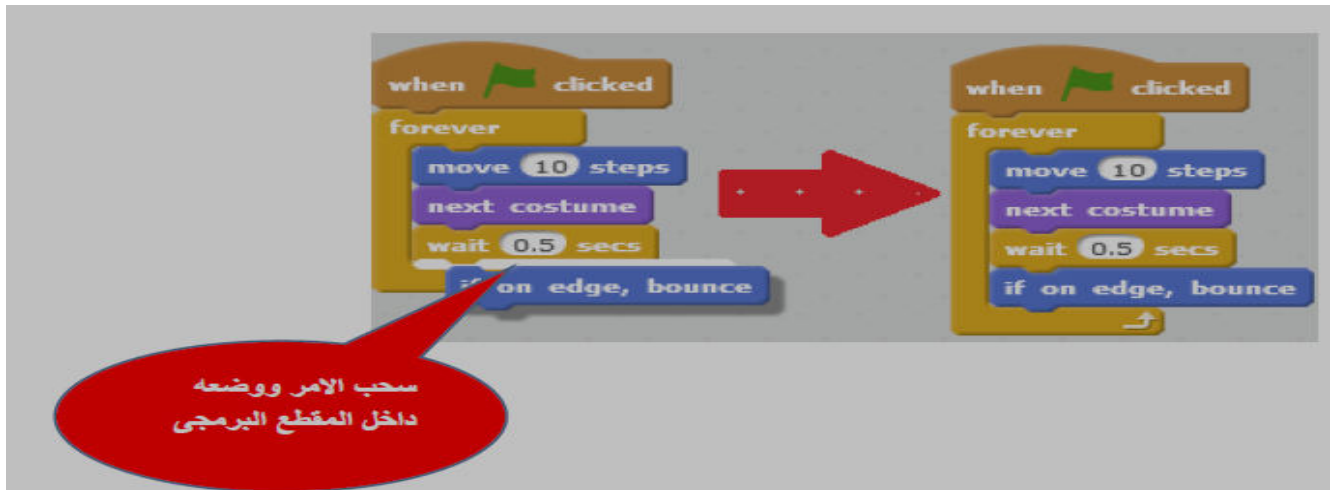 when clicked
forever
move 10 steps
next costume
wait 0.5 secs
if on edge, bounce
when clicked
forever
move 10 steps
next costume
wait 0.5 secs
if on edge, bounce
سحب الامر ووضعه
داخل المقطع البرمجى